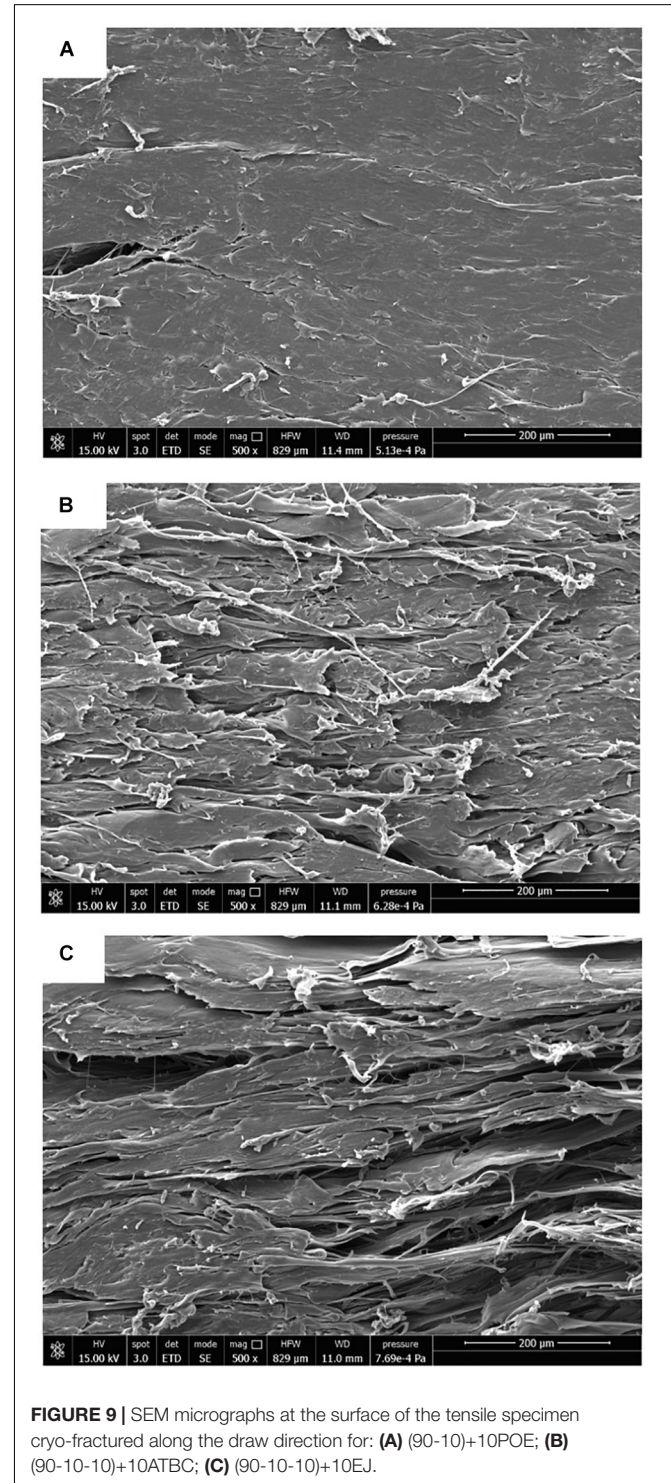 A
HV spot det mode mag HFW WD pressure 200 μm
15.00 kV 3.0 ETD SE 500 x 829 μm 11.4 mm 5.13e-4 Pa
B
HV spot det mode mag HFW WD pressure 200 μm
15.00 kV 3.0 ETD SE 500 x 829 μm 11.1 mm 6.28e-4 Pa
C
HV spot det mode mag HFW WD pressure 200 μm
15.00 kV 3.0 ETD SE 500 x 829 μm 11.0 mm 7.69e-4 Pa
FIGURE 9 | SEM micrographs at the surface of the tensile specimen
cryo-fractured along the draw direction for: (A) (90-10)+10POE; (B)
(90-10-10)+10ATBC; (C) (90-10-10)+10EJ.